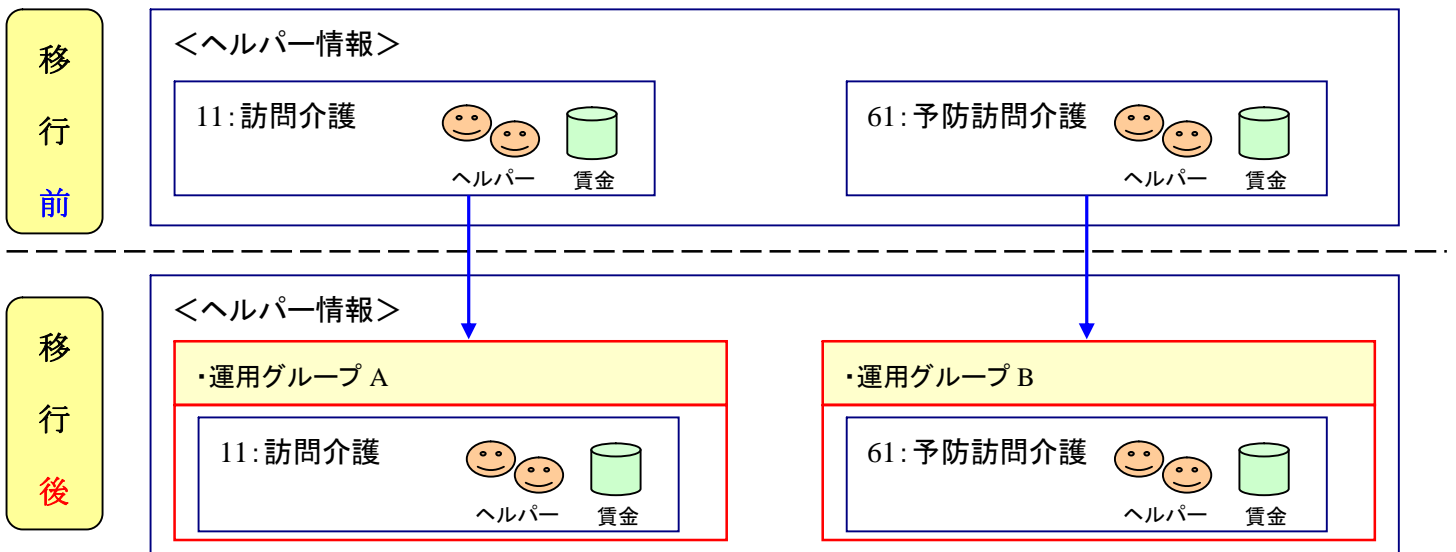 移行前
＜ヘルパー情報＞
11：訪問介護
ヘルパー
賃金
61：予防訪問介護
ヘルパー
賃金
移行後
＜ヘルパー情報＞
・運用グループ A
11：訪問介護
ヘルパー
賃金
・運用グループ B
61：予防訪問介護
ヘルパー
賃金